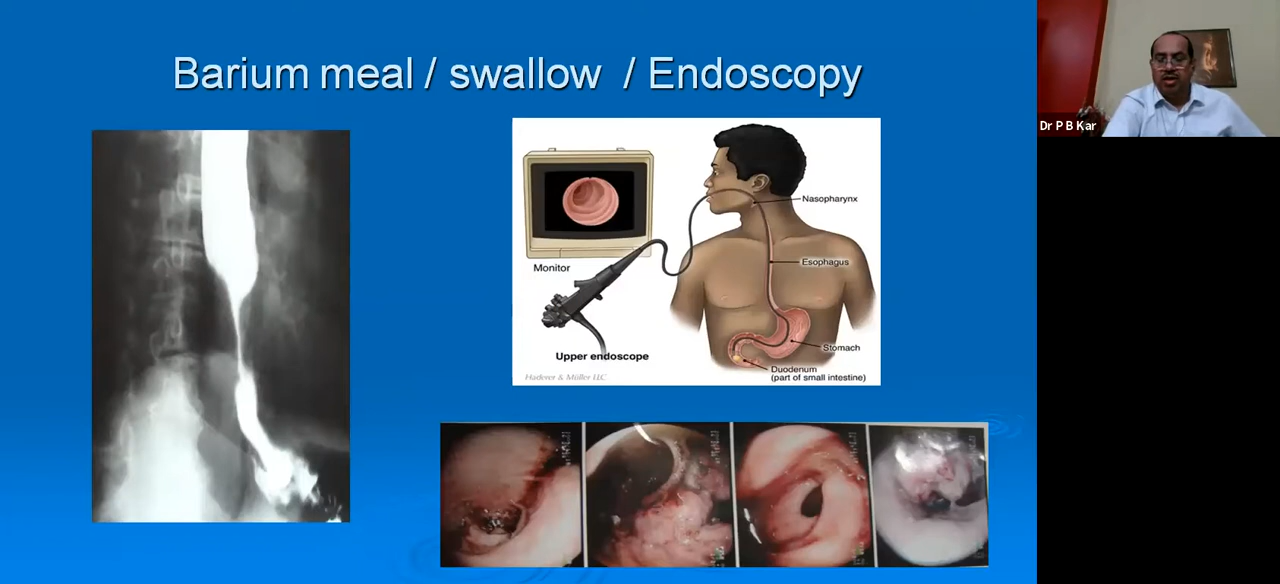 Barium meal / swallow / Endoscopy
Dr P B Kar
Nasopharynx
Esophagus
Monitor
Upper endoscope
Stomach
Duodenum
(part of small intestine)
Haderer & Müller LLC